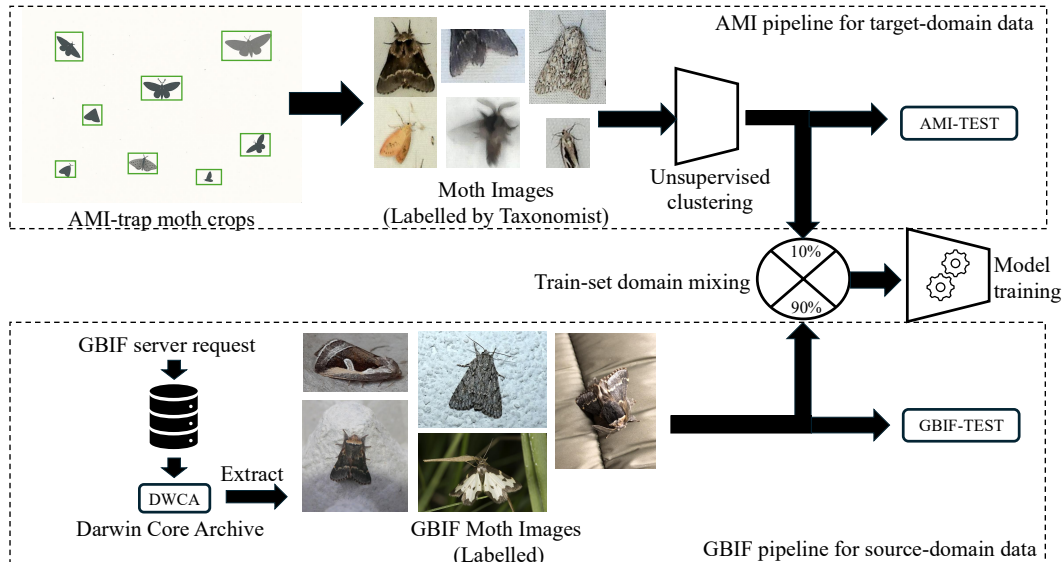 AMI pipeline for target-domain data
AMI-trap moth crops
Moth Images
(Labelled by Taxonomist)
Unsupervised
clustering
AMI-TEST
Train-set domain mixing
10%
90%
Model
training
GBIF server request
DWCA
Darwin Core Archive
Extract
GBIF Moth Images
(Labelled)
GBIF-TEST
GBIF pipeline for source-domain data